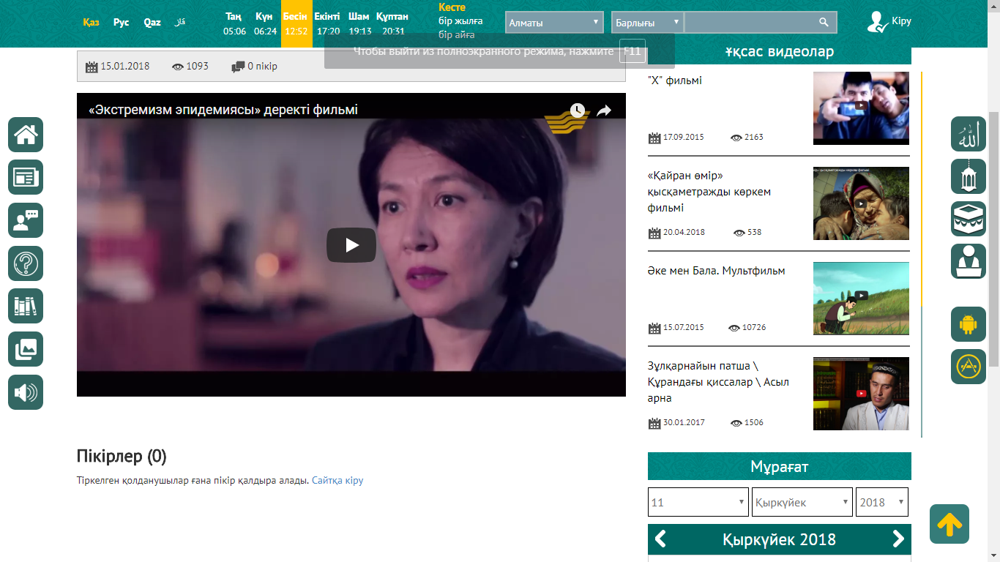 Қаз Рус Qaz قاز
Таң Күн Бесін Екінті Шам Құптан
05:06 06:24 12:52 17:20 19:13 20:31
Кесте
бір жылға
бір айға
Алматы
Барлығы
Кіру
Чтобы выйти из полноэкранного режима, нажмите F11
15.01.2018 1093 0 пікір
«Экстремизм эпидемиясы» деректі фильмі
Пікірлер (0)
Тіркелген қолданушылар ғана пікір қалдыра алады. Сайтқа кіру
Ұқсас видеолар
"Х" фильмі
17.09.2015 2163
«Қайран өмір»
қысқаметражды көркем
фильмі
20.04.2018 538
Әке мен Бала. Мультфильм
15.07.2015 10726
Зұлқарнайын патша \
Құрандағы қиссалар \ Асыл
арна
30.01.2017 1506
Мұрағат
11 Қыркүйек 2018
Қыркүйек 2018
الله